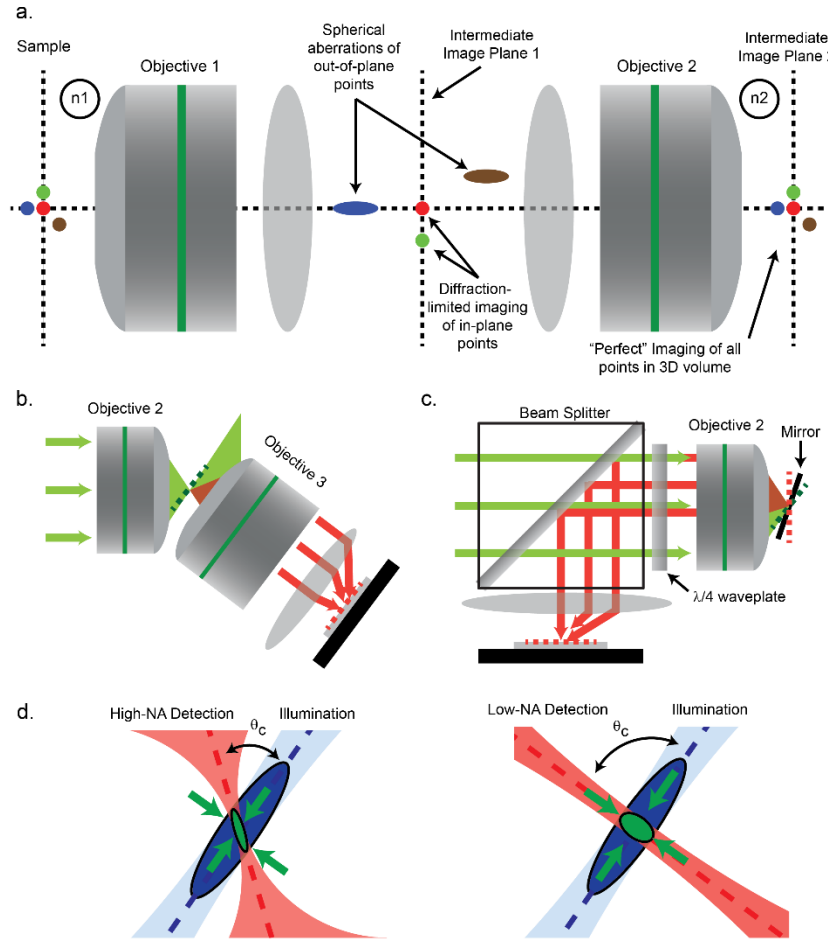 a.
Sample
n1
Objective 1
Spherical
aberrations of
out-of-plane
points
Intermediate
Image Plane 1
Objective 2
Intermediate
Image Plane
n2
Diffraction-
limited imaging
of in-plane
points
"Perfect" Imaging of all
points in 3D volume
b.
Objective 2
Objective 3
c.
Beam Splitter
Objective 2
Mirror
λ/4 waveplate
d.
High-NA Detection
θc
Illumination
Low-NA Detection
θc
Illumination